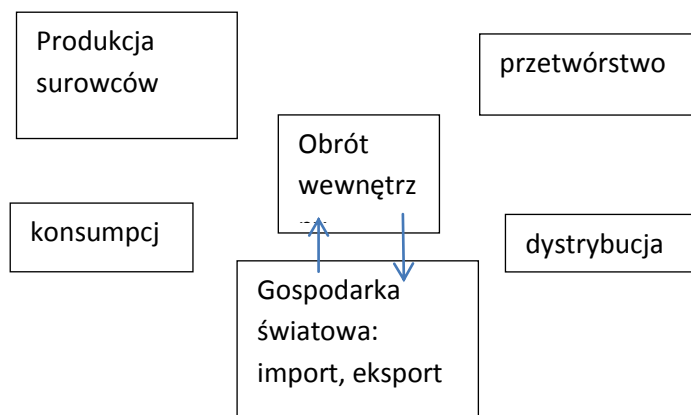 Produkcja
surowców
przetwórstwo
Obrót
wewnętrz
konsumpcj
dystrybucja
Gospodarka
światowa:
import, eksport